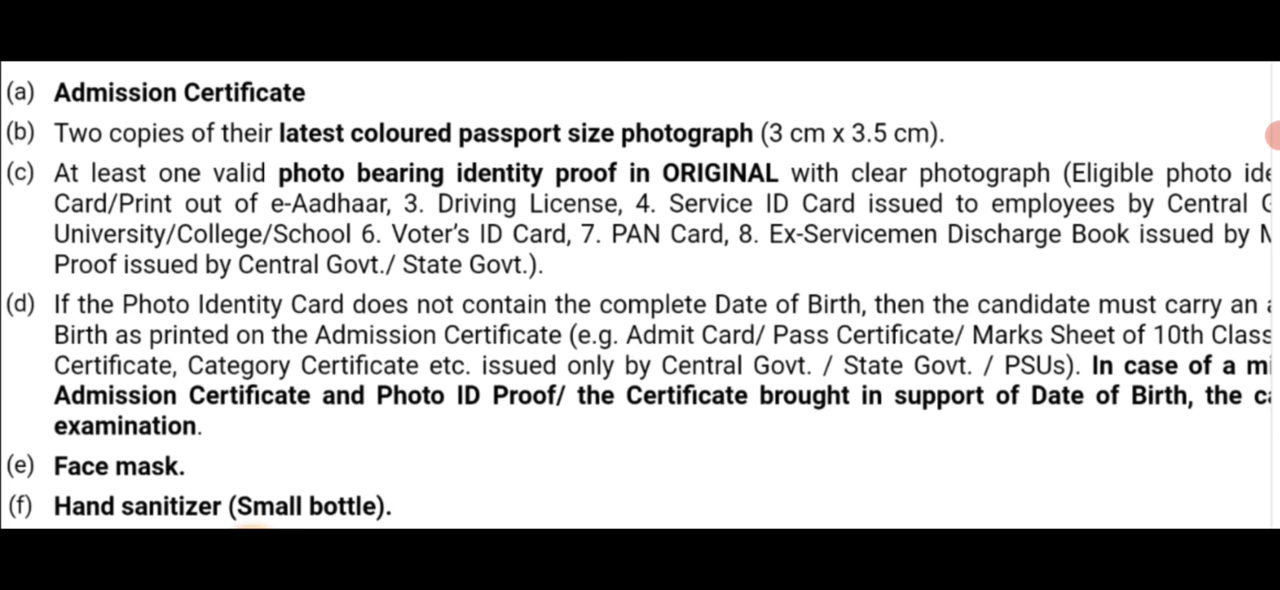 (a) Admission Certificate
(b) Two copies of their latest coloured passport size photograph (3 cm x 3.5 cm).
(c) At least one valid photo bearing identity proof in ORIGINAL with clear photograph (Eligible photo
Card/Print out of e-Aadhaar, 3. Driving License, 4. Service ID Card issued to employees by Central
University/College/School 6. Voter's ID Card, 7. PAN Card, 8. Ex-Servicemen Discharge Book issued by
Proof issued by Central Govt./ State Govt.).
(d) If the Photo Identity Card does not contain the complete Date of Birth, then the candidate must carry an
Birth as printed on the Admission Certificate (e.g. Admit Card/ Pass Certificate/ Marks Sheet of 10th Class
Certificate, Category Certificate etc. issued only by Central Govt. / State Govt. / PSUs). In case of a
Admission Certificate and Photo ID Proof/ the Certificate brought in support of Date of Birth, the
examination.
(e) Face mask.
(f) Hand sanitizer (Small bottle).